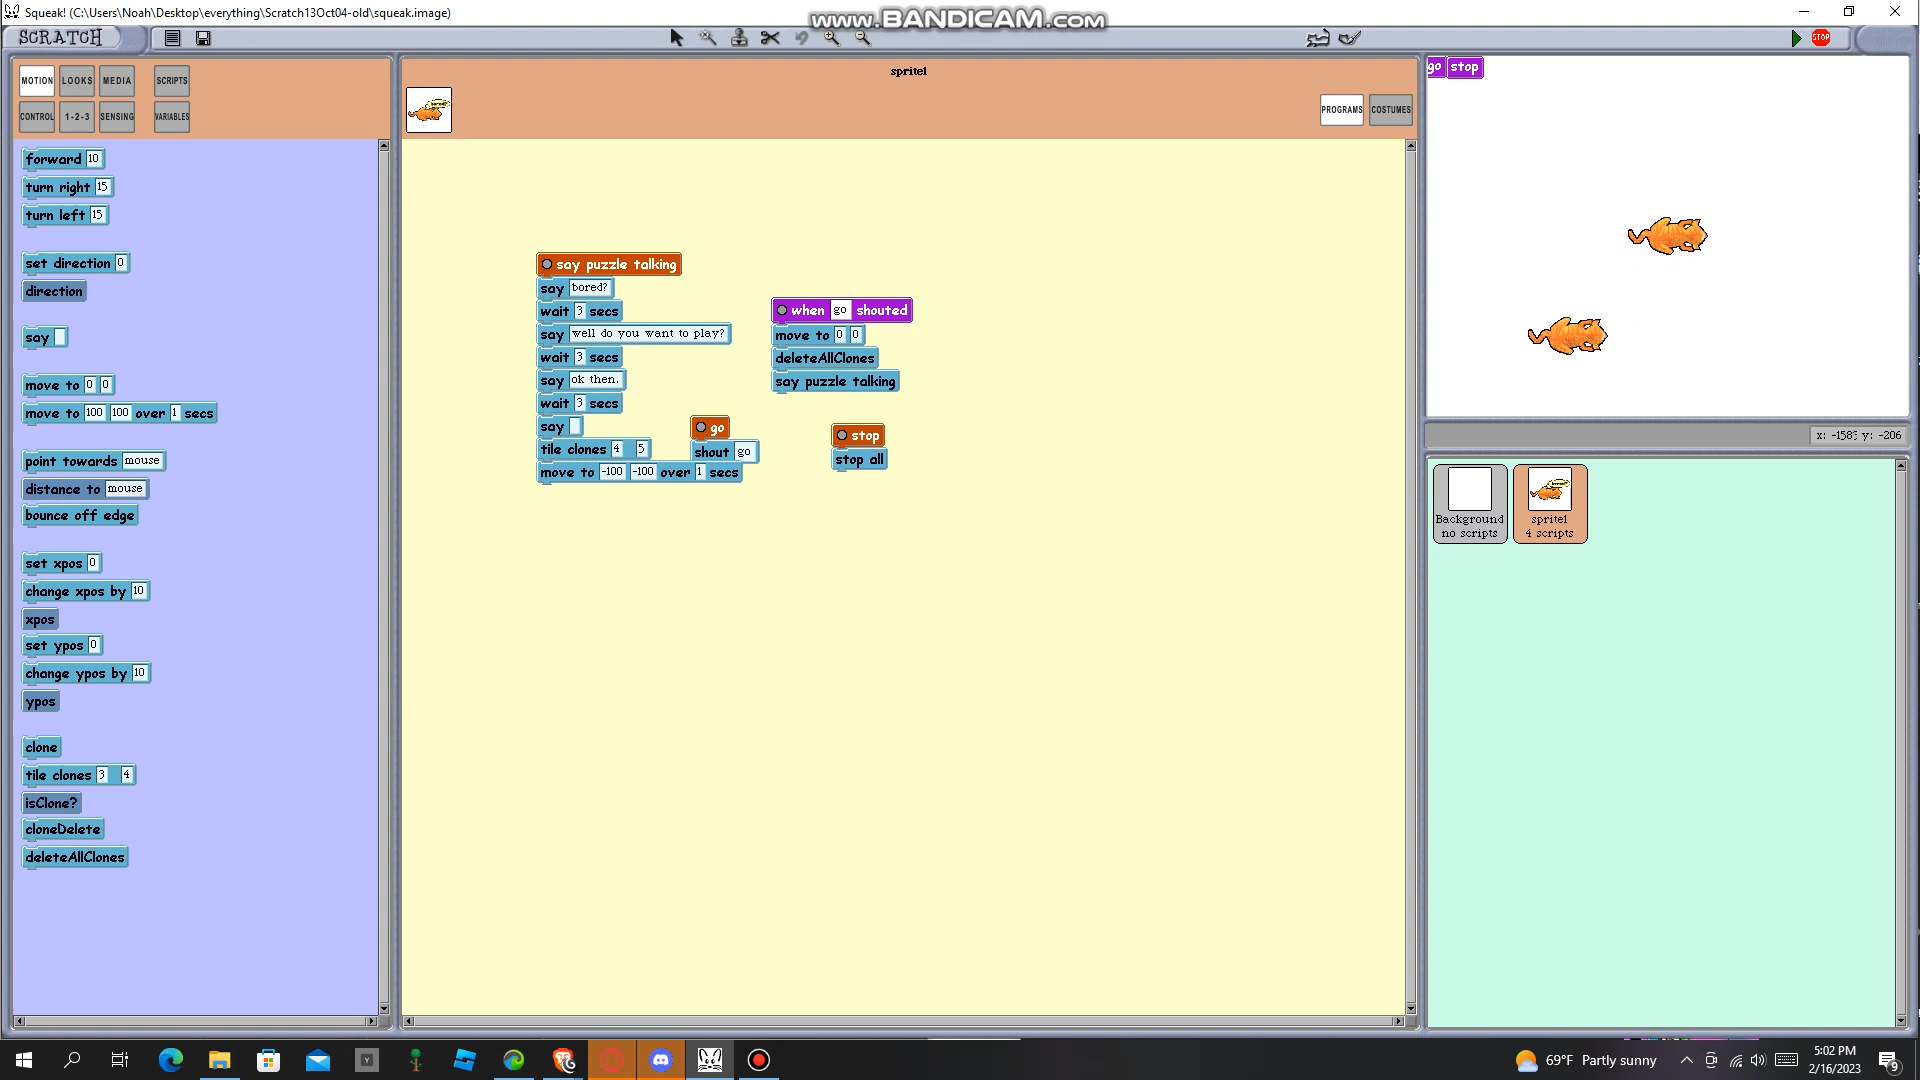 Squeak! (C:\Users\Noah\Desktop\everything\Scratch13Oct04-old\squeak.image)
www.BANDICAM.com
SCRATCH
STOP
MOTION LOOKS MEDIA SCRIPTS
CONTROL 1-2-3 SENSING VARIABLES
sprite1
PROGRAMS COSTUMES
go stop
forward 10
turn right 15
turn left 15
set direction 0
direction
say
move to 0 0
move to 100 100 over 1 secs
point towards mouse
distance to mouse
bounce off edge
set xpos 0
change xpos by 10
xpos
set ypos 0
change ypos by 10
ypos
clone
tile clones 3 4
isClone?
cloneDelete
deleteAllClones
say puzzle talking
say bored?
wait 3 secs
say well do you want to play?
wait 3 secs
say ok then.
wait 3 secs
say
tile clones 4 5
move to -100 -100 over 1 secs
when go shouted
move to 0 0
deleteAllClones
say puzzle talking
go
shout go
stop
stop all
y: -206
Background
no scripts
sprite1
4 scripts
69°F Partly sunny
5:02 PM
2/16/2023
9